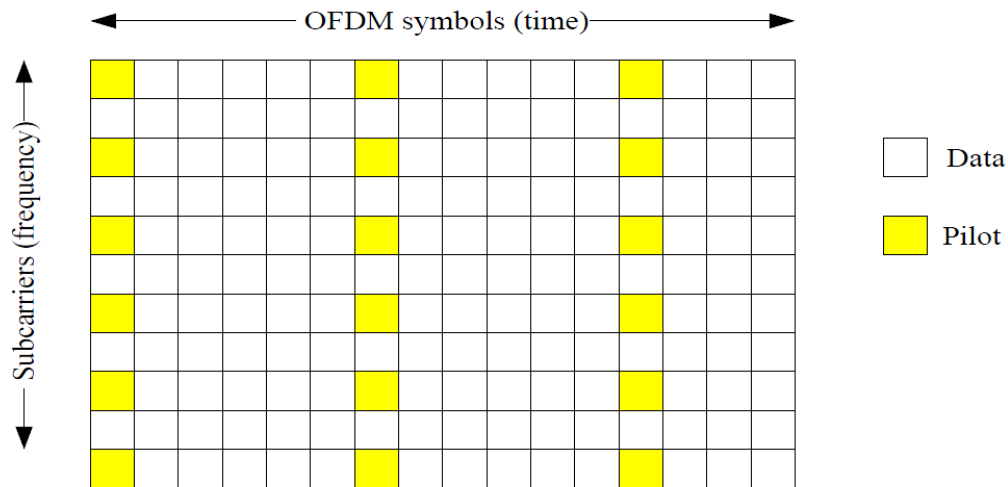 OFDM symbols (time)
Subcarriers (frequency)
Data
Pilot